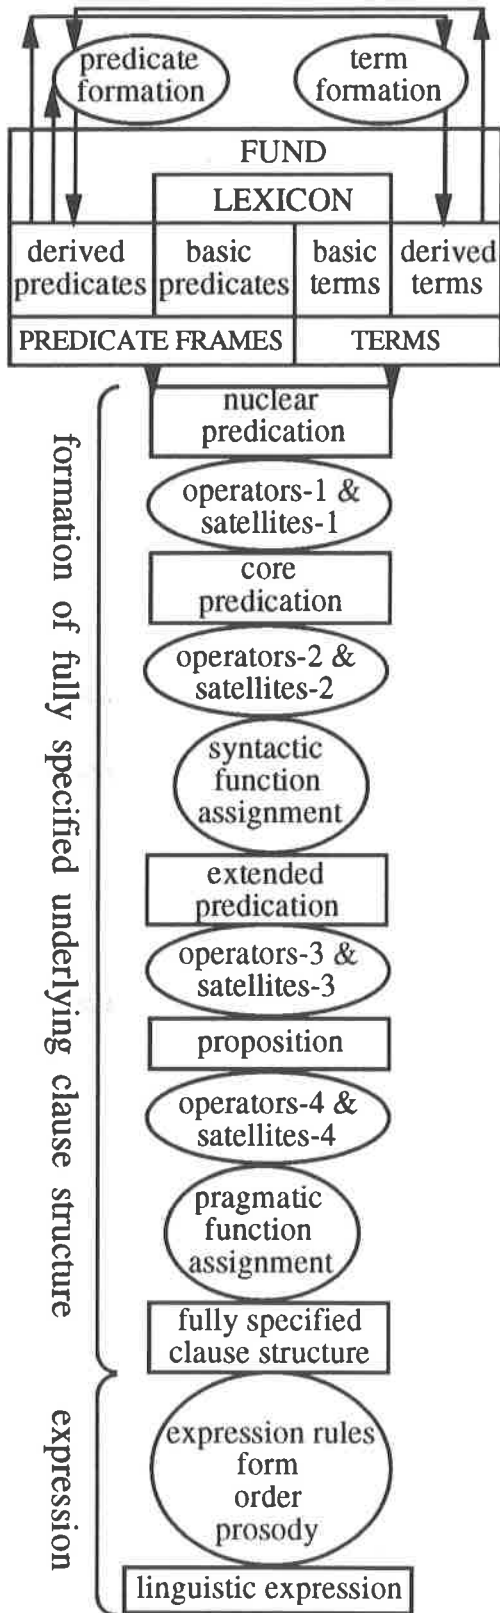 predicate
formation
term
formation
FUND
LEXICON
derived
predicates
basic
predicates
basic
terms
derived
terms
PREDICATE FRAMES
TERMS
formation of fully specified underlying clause structure
nuclear
predication
operators-1 &
satellites-1
core
predication
operators-2 &
satellites-2
syntactic
function
assignment
extended
predication
operators-3 &
satellites-3
proposition
operators-4 &
satellites-4
pragmatic
function
assignment
fully specified
clause structure
expression
expression rules
form
order
prosody
linguistic expression